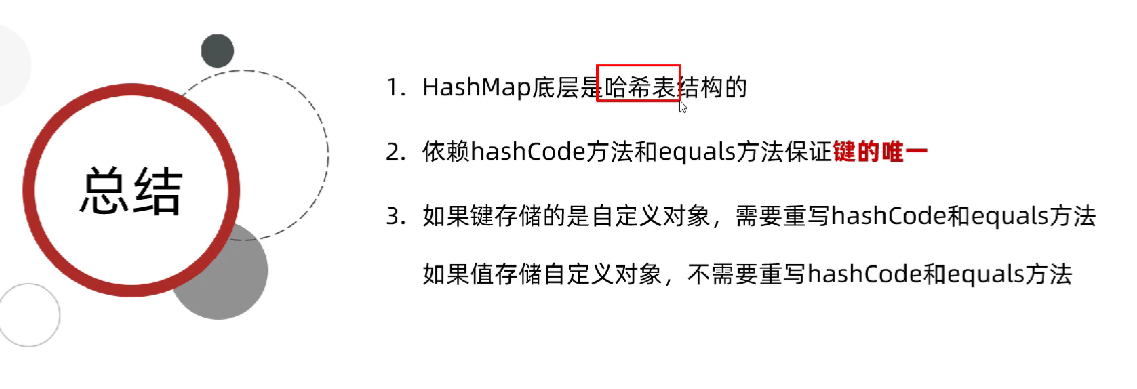 总结
1. HashMap底层是哈希表结构的
2. 依赖hashCode方法和equals方法保证键的唯一
3. 如果键存储的是自定义对象，需要重写hashCode和equals方法
如果值存储自定义对象，不需要重写hashCode和equals方法